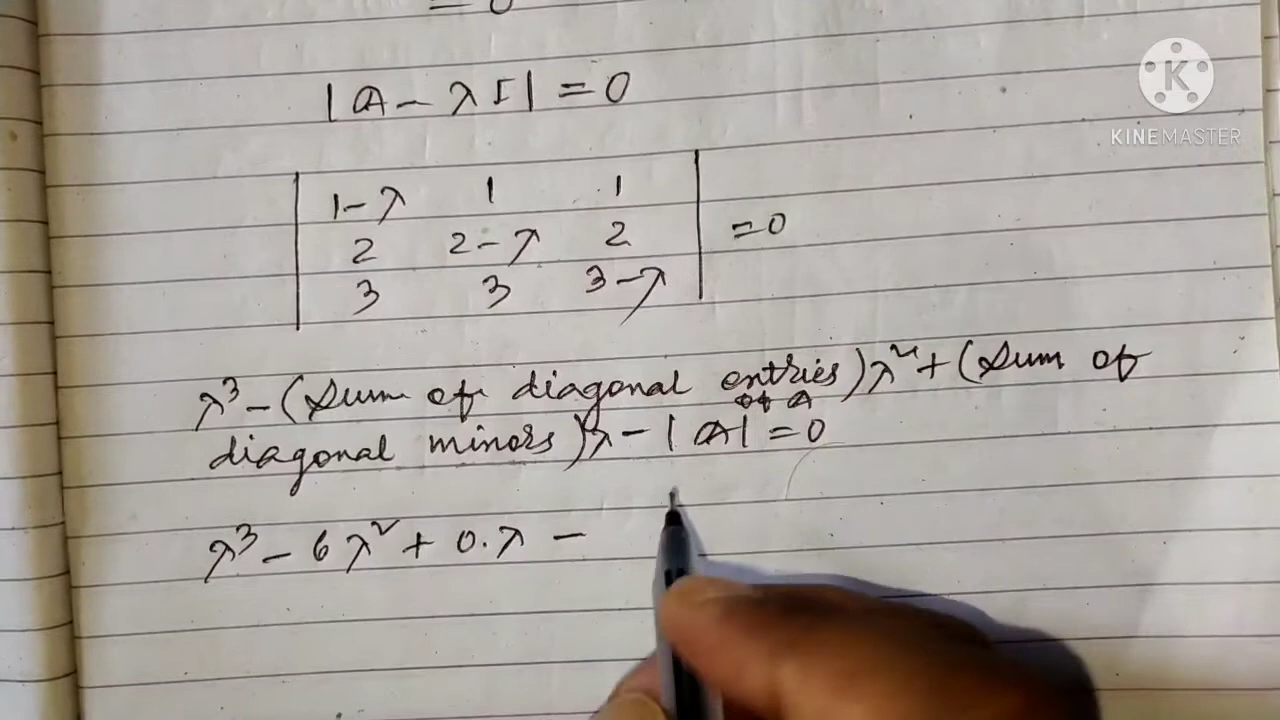 = 0
|A - λI| = 0
K
KINEMASTER
| 1-λ 1 1 |
| 2 2-λ 2 | = 0
| 3 3 3-λ |
λ³ - (Sum of diagonal entries)λ² + (Sum of
of A
diagonal minors)λ - |A| = 0
λ³ - 6λ² + 0.λ -